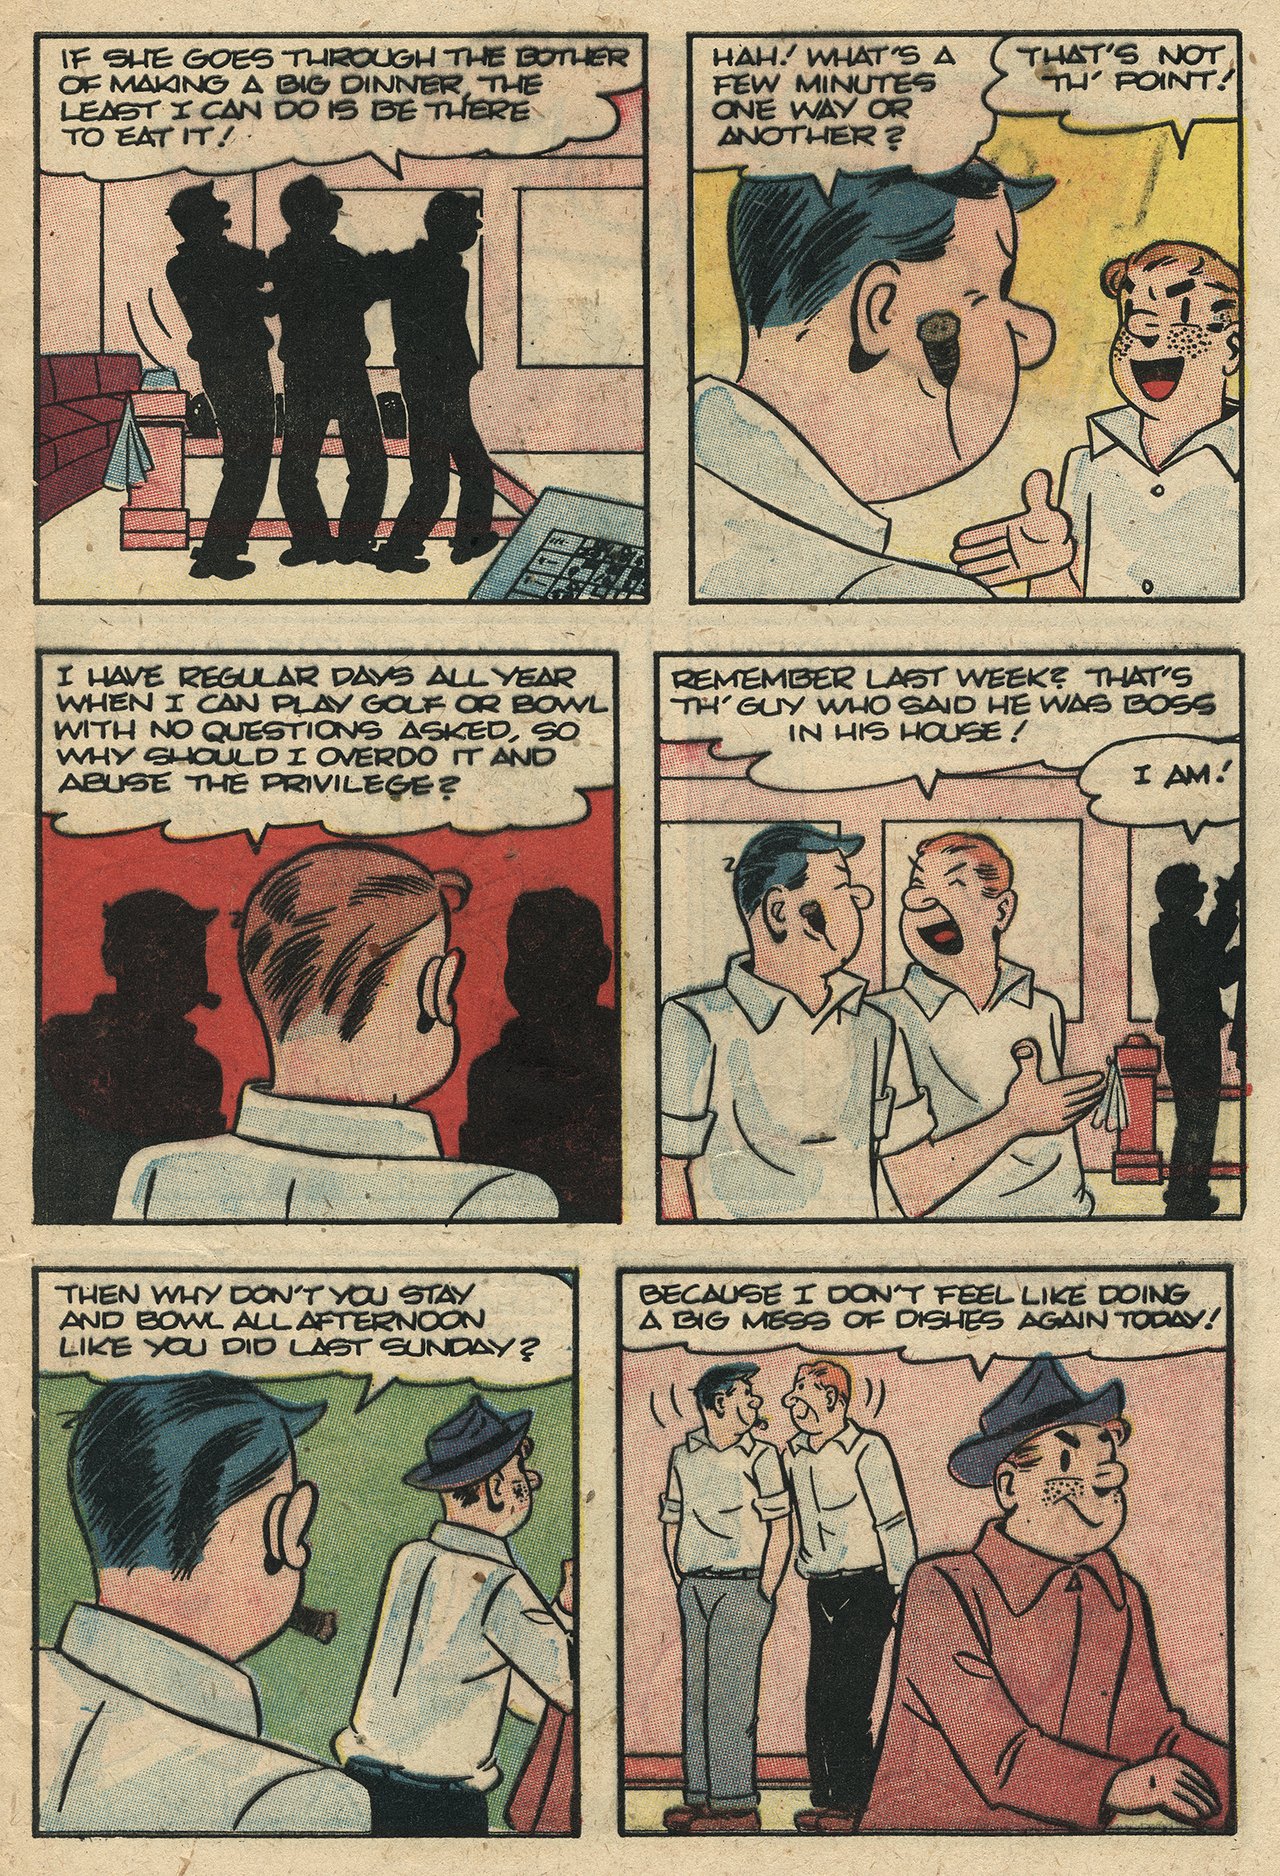 IF SHE GOES THROUGH THE BOTHER
OF MAKING A BIG DINNER, THE
LEAST I CAN DO IS BE THERE
TO EAT IT!
HAH! WHAT'S A
FEW MINUTES
ONE WAY OR
ANOTHER?
THAT'S NOT
TH' POINT!
I HAVE REGULAR DAYS ALL YEAR
WHEN I CAN PLAY GOLF OR BOWL
WITH NO QUESTIONS ASKED, SO
WHY SHOULD I OVERDO IT AND
ABUSE THE PRIVILEGE?
REMEMBER LAST WEEK? THAT'S
TH' GUY WHO SAID HE WAS BOSS
IN HIS HOUSE!
I AM!
THEN WHY DON'T YOU STAY
AND BOWL ALL AFTERNOON
LIKE YOU DID LAST SUNDAY?
BECAUSE I DON'T FEEL LIKE DOING
A BIG MESS OF DISHES AGAIN TODAY!